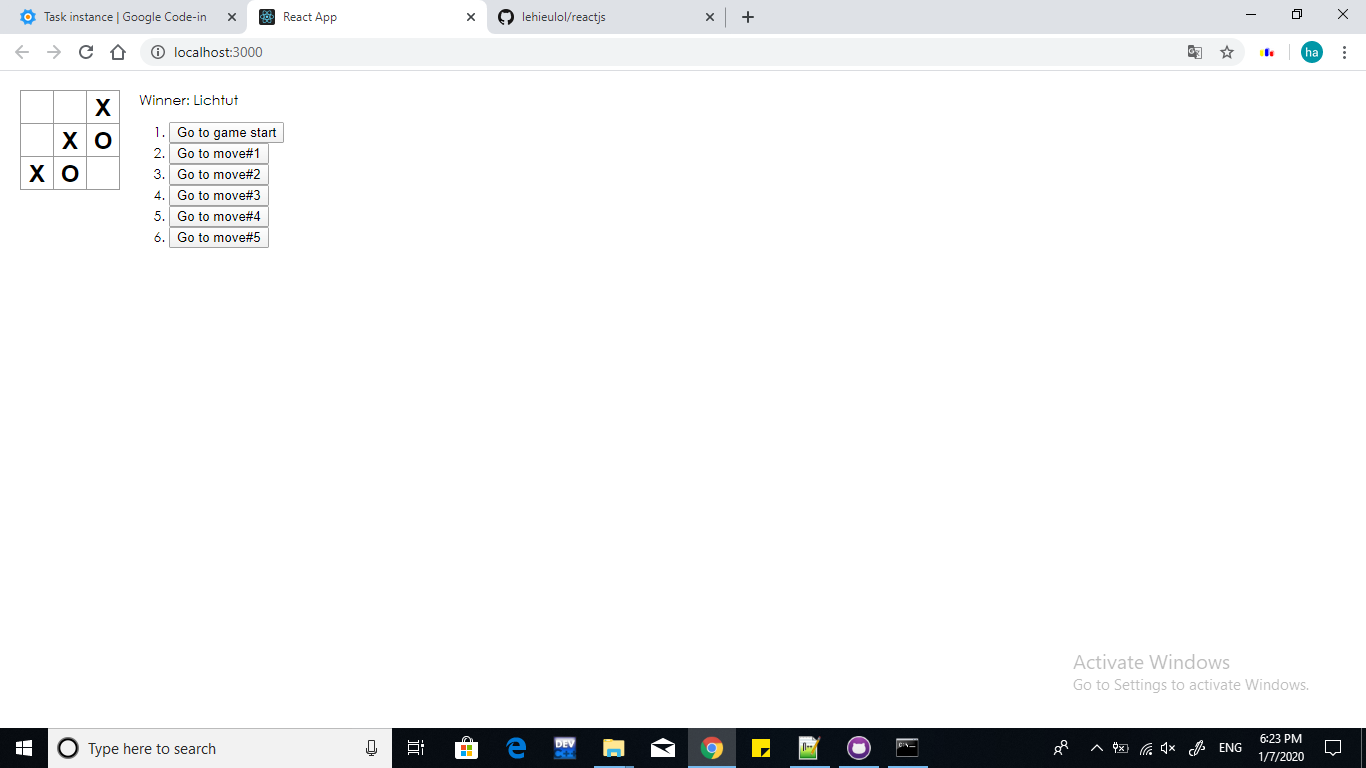 Task instance | Google Code-in
React App
lehieulol/reactjs
localhost:3000
ha
X
X O
X O
Winner: Lichtut
1. Go to game start
2. Go to move#1
3. Go to move#2
4. Go to move#3
5. Go to move#4
6. Go to move#5
Activate Windows
Go to Settings to activate Windows.
Type here to search
DEV
ENG
6:23 PM
1/7/2020